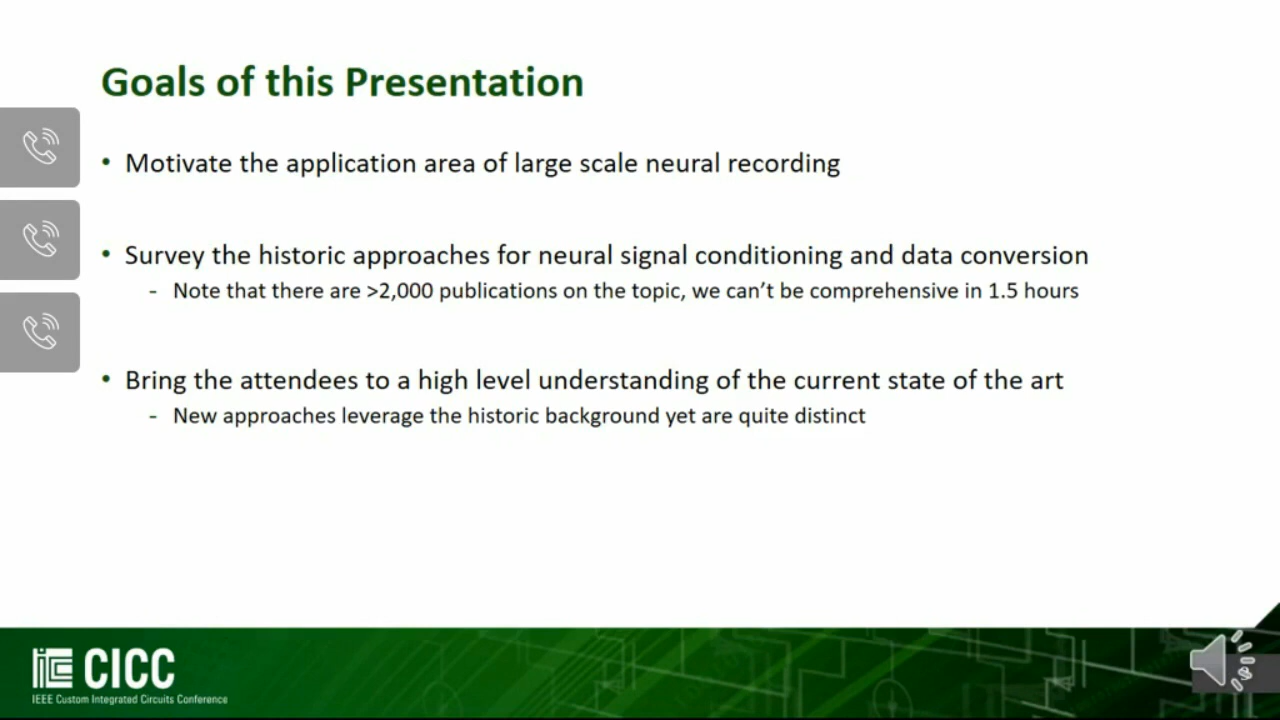 Goals of this Presentation
• Motivate the application area of large scale neural recording
• Survey the historic approaches for neural signal conditioning and data conversion
- Note that there are >2,000 publications on the topic, we can’t be comprehensive in 1.5 hours
• Bring the attendees to a high level understanding of the current state of the art
- New approaches leverage the historic background yet are quite distinct
CICC
IEEE Custom Integrated Circuits Conference